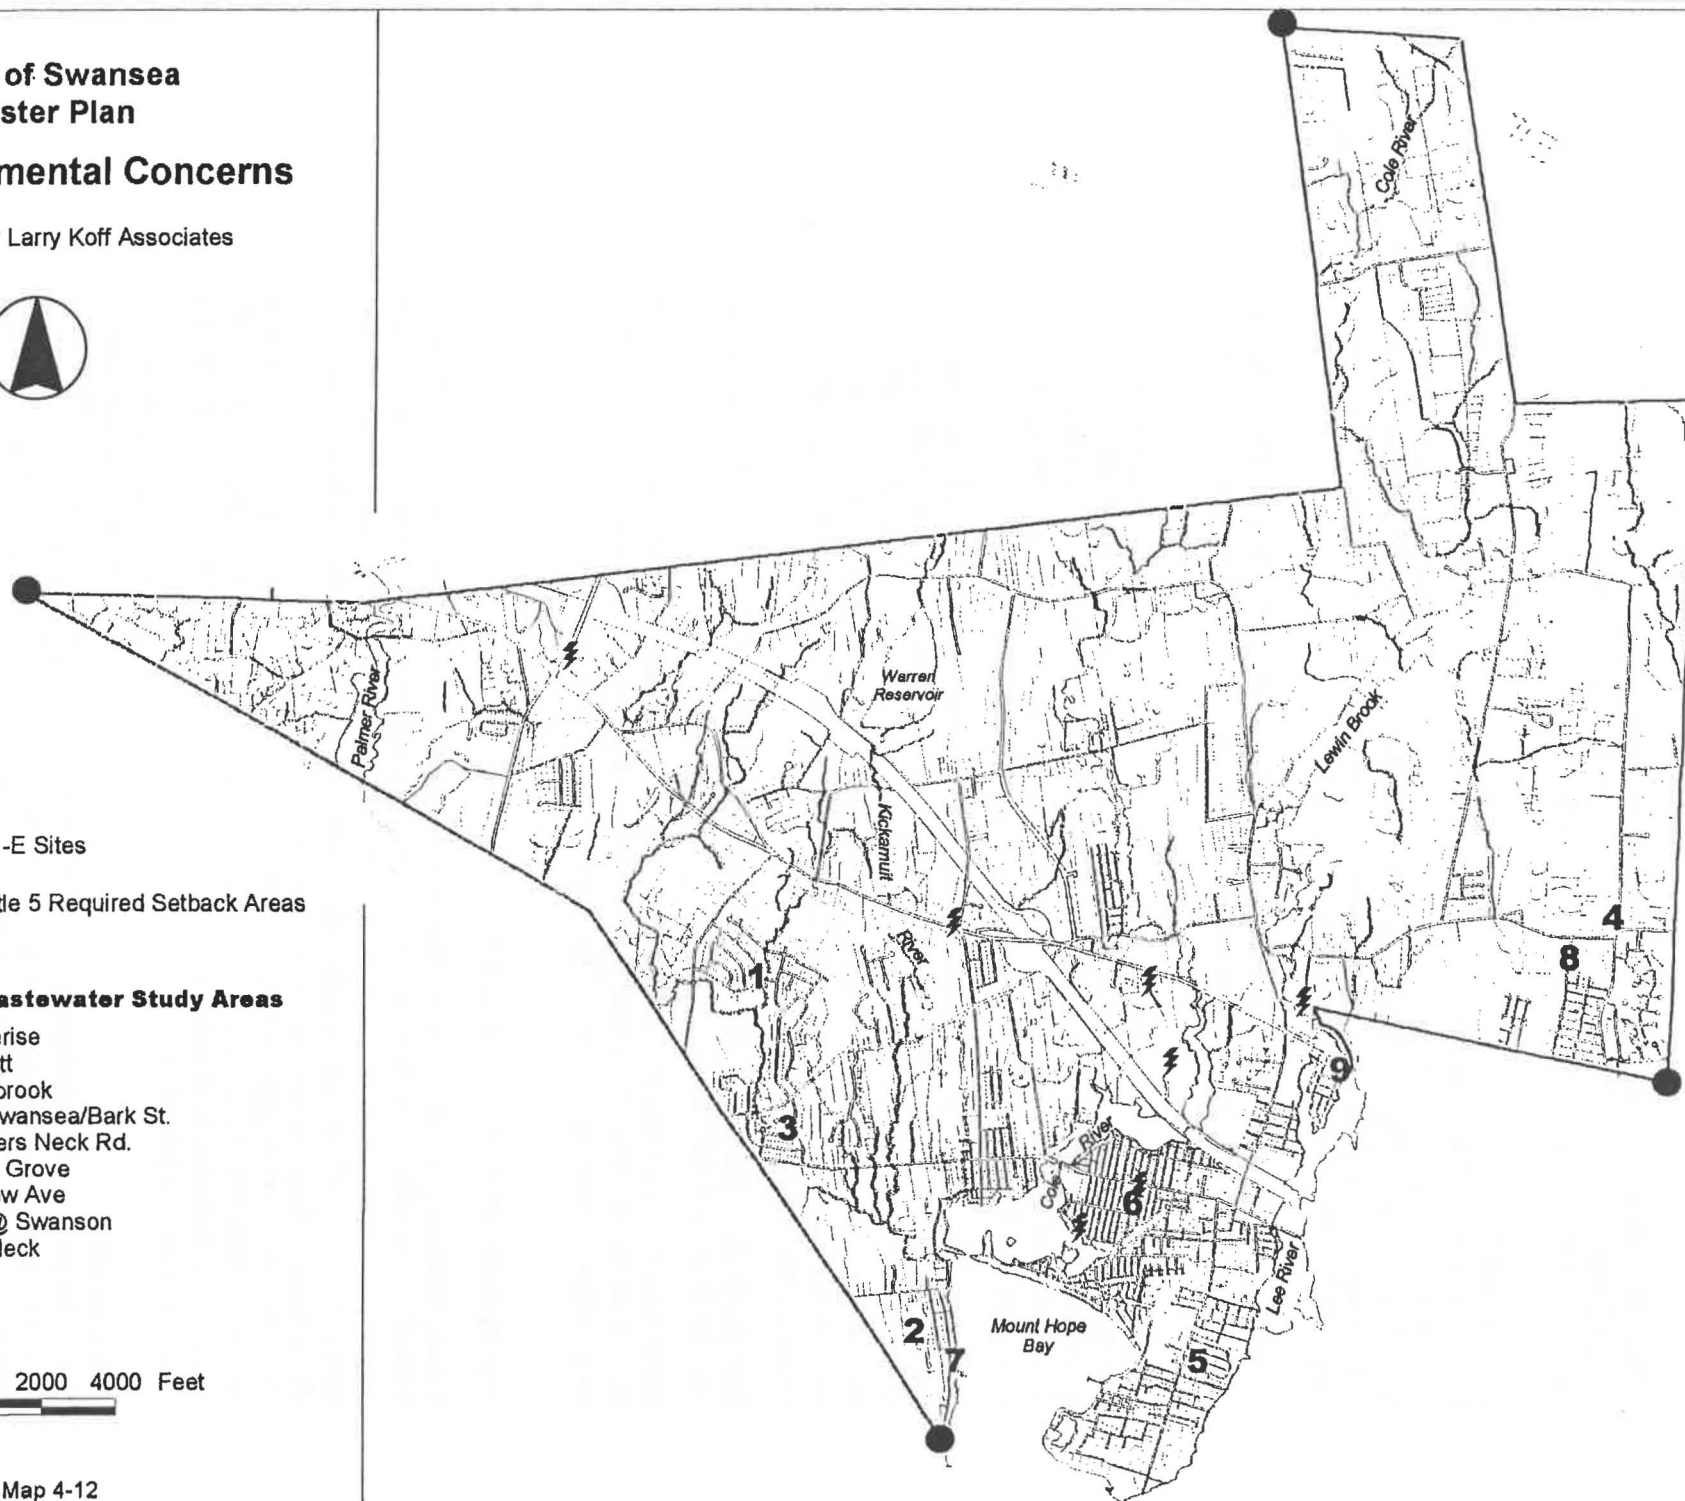 of Swansea
ster Plan
mental Concerns
Larry Koff Associates
-E Sites
tle 5 Required Setback Areas
astewater Study Areas
rise
tt
brook
wansea/Bark St.
ers Neck Rd.
Grove
w Ave
@ Swanson
leck
2000 4000 Feet
Map 4-12
Cole River
Palmer River
Warren
Reservoir
Lewin Brook
Kickamuit
River
Cole River
Lee River
Mount Hope
Bay
1
2
3
4
5
6
7
8
9